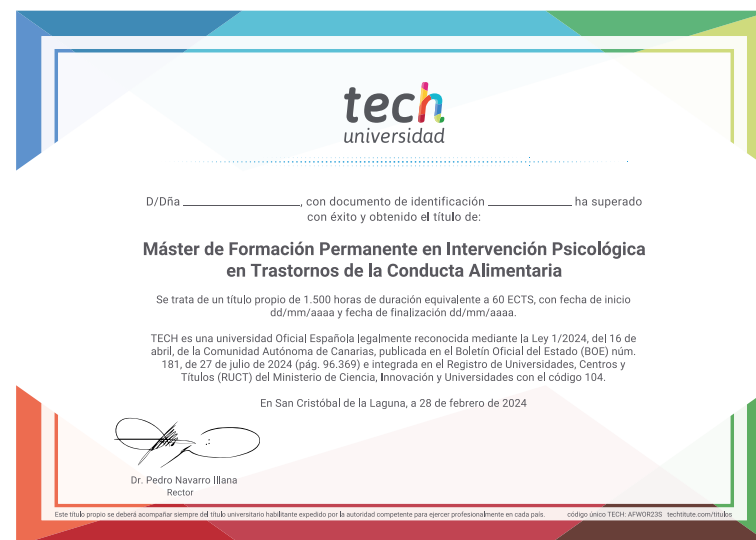 tech
universidad
D/Dña ____________________, con documento de identificación ______________ ha superado
con éxito y obtenido el título de:
Máster de Formación Permanente en Intervención Psicológica
en Trastornos de la Conducta Alimentaria
Se trata de un título propio de 1.500 horas de duración equivalente a 60 ECTS, con fecha de inicio
dd/mm/aaaa y fecha de finalización dd/mm/aaaa.
TECH es una universidad Oficial Española legalmente reconocida mediante la Ley 1/2024, del 16 de
abril, de la Comunidad Autónoma de Canarias, publicada en el Boletín Oficial del Estado (BOE) núm.
181, de 27 de julio de 2024 (pág. 96.369) e integrada en el Registro de Universidades, Centros y
Títulos (RUCT) del Ministerio de Ciencia, Innovación y Universidades con el código 104.
En San Cristóbal de la Laguna, a 28 de febrero de 2024
Dr. Pedro Navarro Illana
Rector
Este título propio se deberá acompañar siempre del título universitario habilitante expedido por la autoridad competente para ejercer profesionalmente en cada país. código único TECH: AFWOR23S techtitute.com/titulos